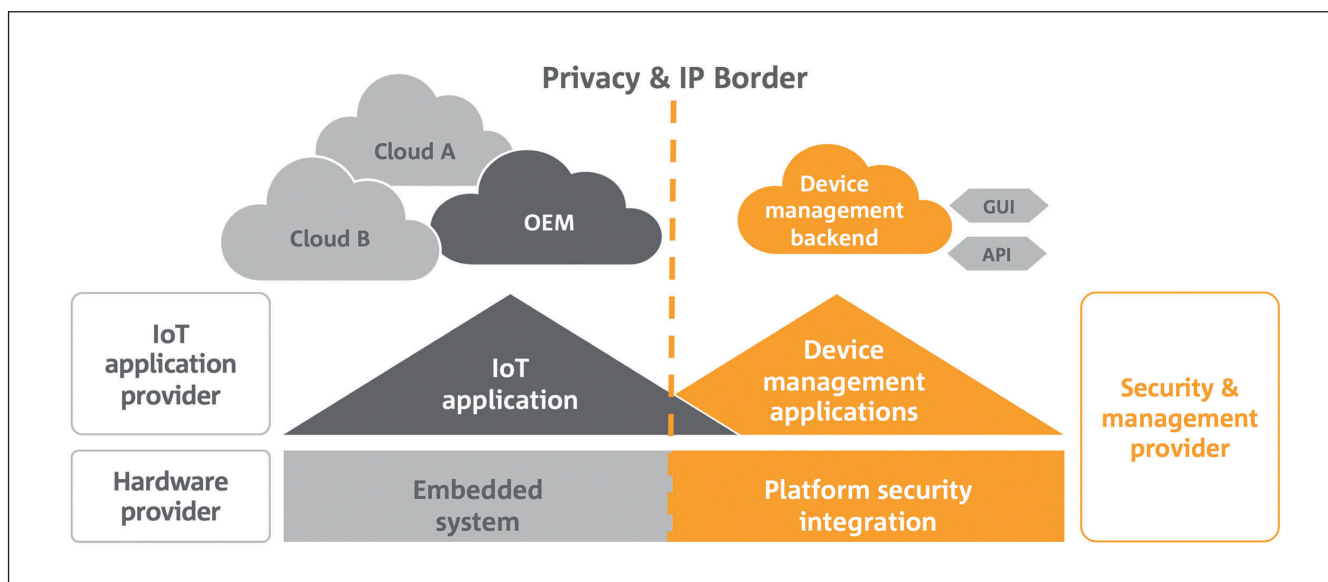 Privacy & IP Border
Cloud A
Cloud B
OEM
Device
management
backend
GUI
API
IoT
application
provider
IoT
application
Device
management
applications
Security &
management
provider
Hardware
provider
Embedded
system
Platform security
integration